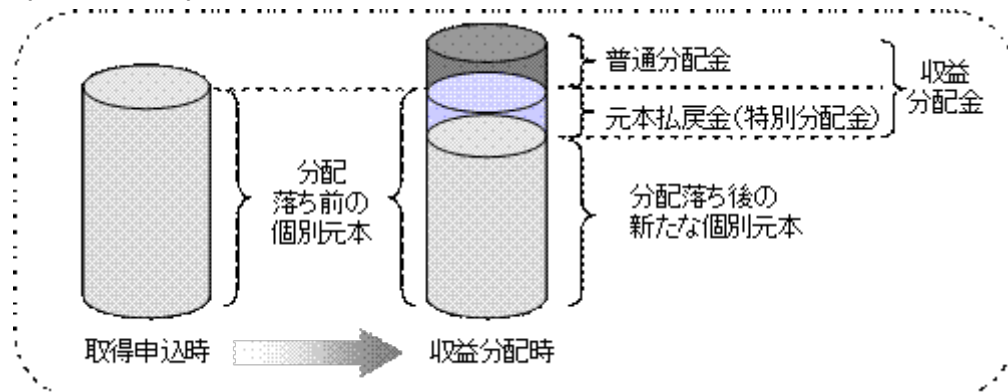 普通分配金
収益
分配金
元本払戻金(特別分配金)
分配
落ち前の
個別元本
分配落ち後の
新たな個別元本
取得申込時
収益分配時